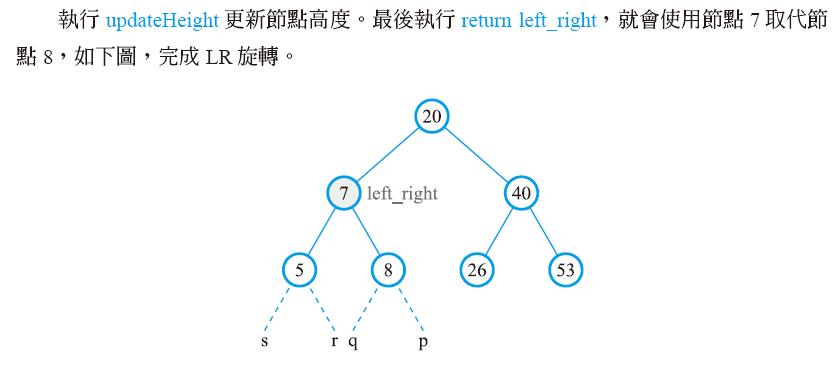 執行 updateHeight 更新節點高度。最後執行 return left_right，就會使用節點 7 取代節
點 8，如下圖，完成 LR 旋轉。
20
7 left_right 40
5 8 26 53
s r q p